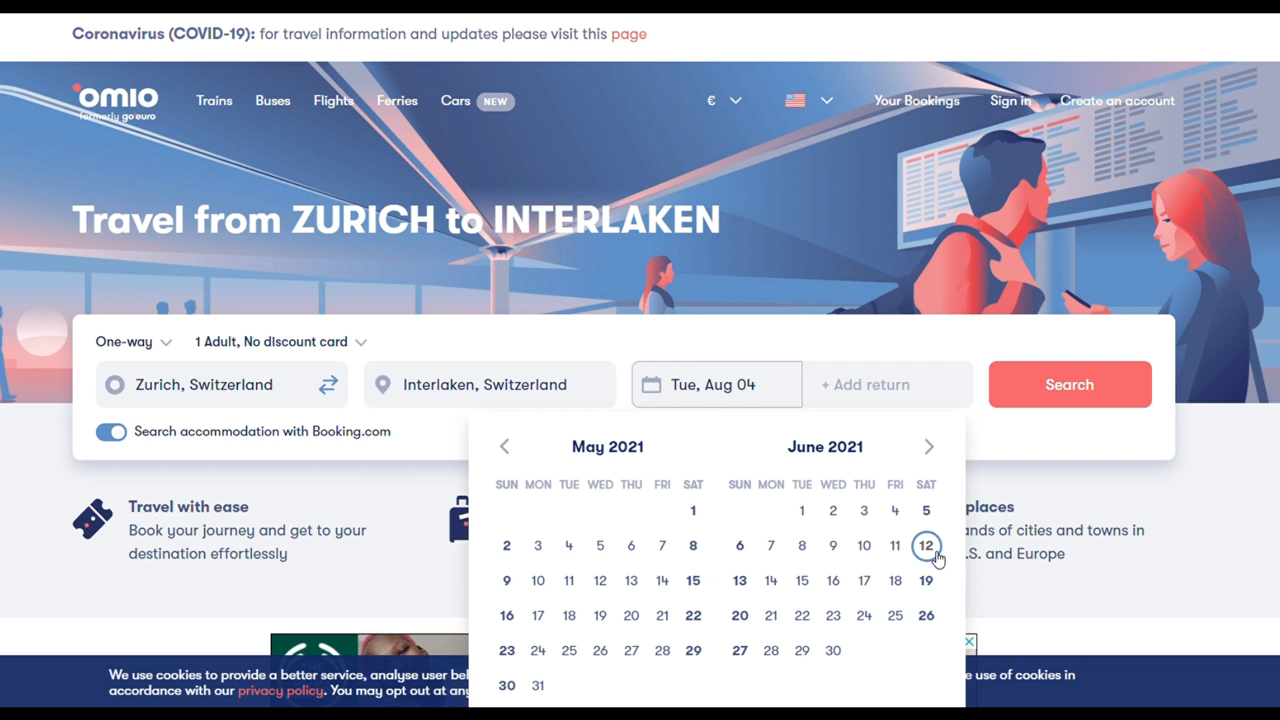 Coronavirus (COVID-19): for travel information and updates please visit this page
omio
formerly go euro
Trains Buses Flights Ferries Cars NEW € Your Bookings Sign in Create an account
Travel from ZURICH to INTERLAKEN
One-way 1 Adult, No discount card
Zurich, Switzerland Interlaken, Switzerland Tue, Aug 04 + Add return Search
Search accommodation with Booking.com
May 2021 June 2021
SUN MON TUE WED THU FRI SAT SUN MON TUE WED THU FRI SAT
1 1 2 3 4 5
2 3 4 5 6 7 8 6 7 8 9 10 11 12
9 10 11 12 13 14 15 13 14 15 16 17 18 19
16 17 18 19 20 21 22 20 21 22 23 24 25 26
23 24 25 26 27 28 29 27 28 29 30
30 31
Travel with ease
Book your journey and get to your
destination effortlessly
places
ands of cities and towns in
.S. and Europe
We use cookies to provide a better service, analyse user bel
e use of cookies in
accordance with our privacy policy. You may opt out at any